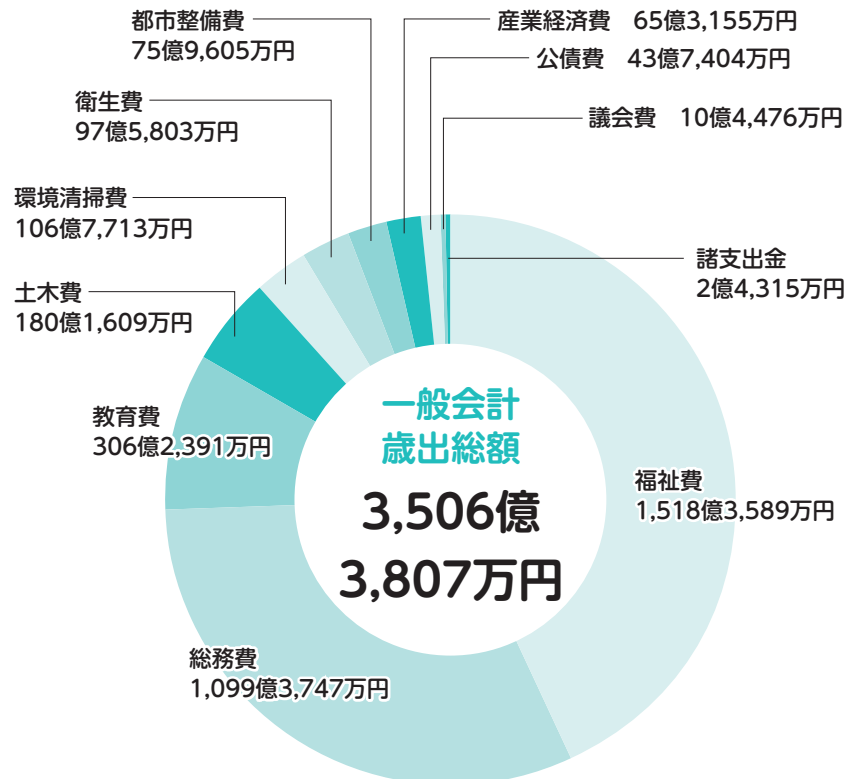 都市整備費
75億9,605万円
産業経済費　65億3,155万円
公債費　43億7,404万円
衛生費
97億5,803万円
議会費　10億4,476万円
環境清掃費
106億7,713万円
諸支出金
2億4,315万円
土木費
180億1,609万円
教育費
306億2,391万円
一般会計
歳出総額
3,506億
3,807万円
福祉費
1,518億3,589万円
総務費
1,099億3,747万円